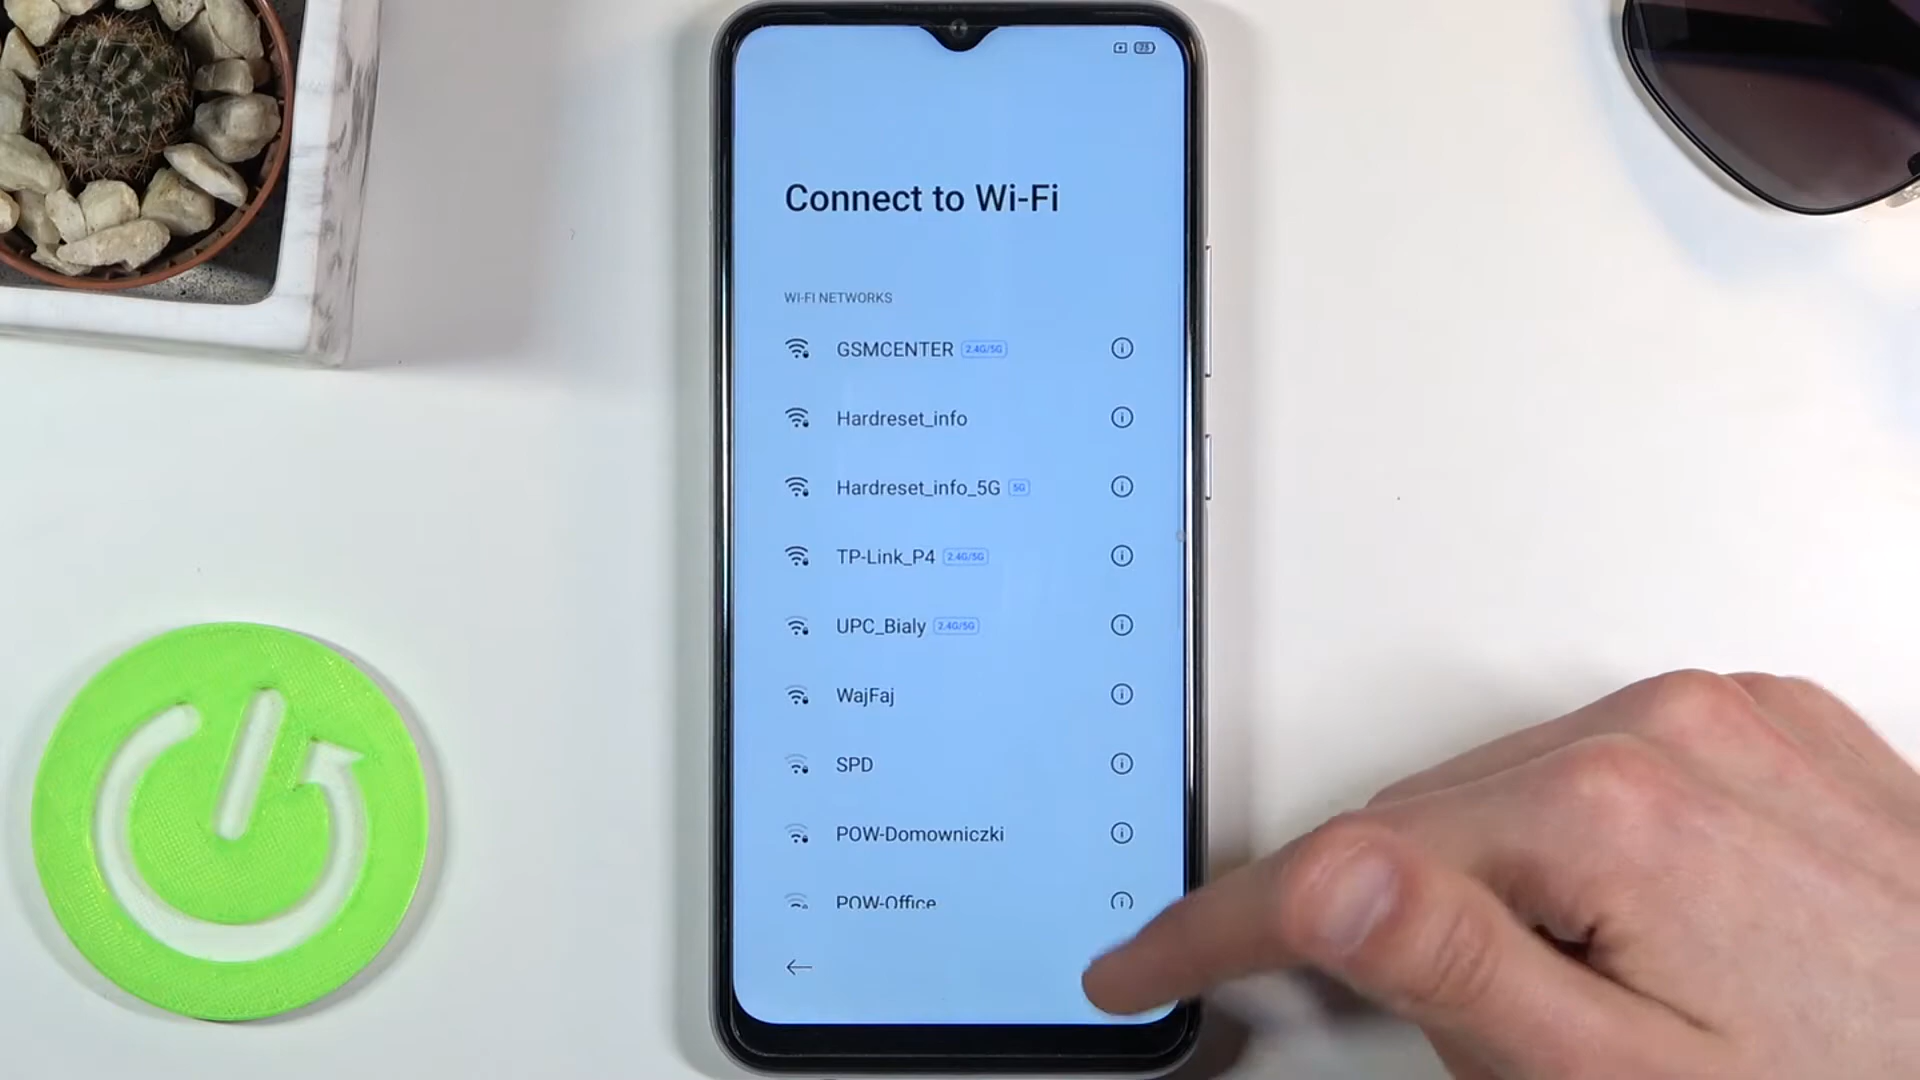 73
Connect to Wi-Fi
WI-FI NETWORKS
GSMCENTER 2.4G/5G
Hardreset_info
Hardreset_info_5G 5G
TP-Link_P4 2.4G/5G
UPC_Bialy 2.4G/5G
WajFaj
SPD
POW-Domowniczki
POW-Office